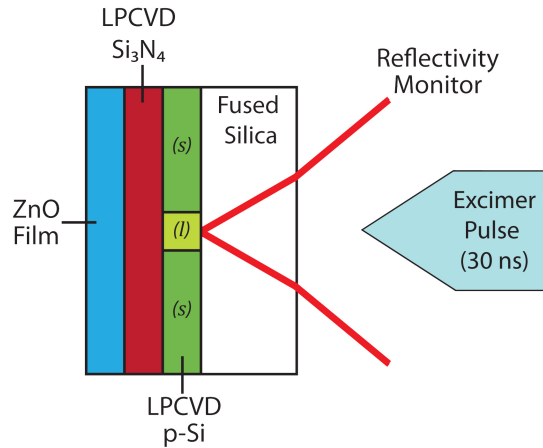 LPCVD
Si₃N₄
Reflectivity
Monitor
Fused
Silica
(s)
ZnO
Film
(l)
Excimer
Pulse
(30 ns)
(s)
LPCVD
p-Si